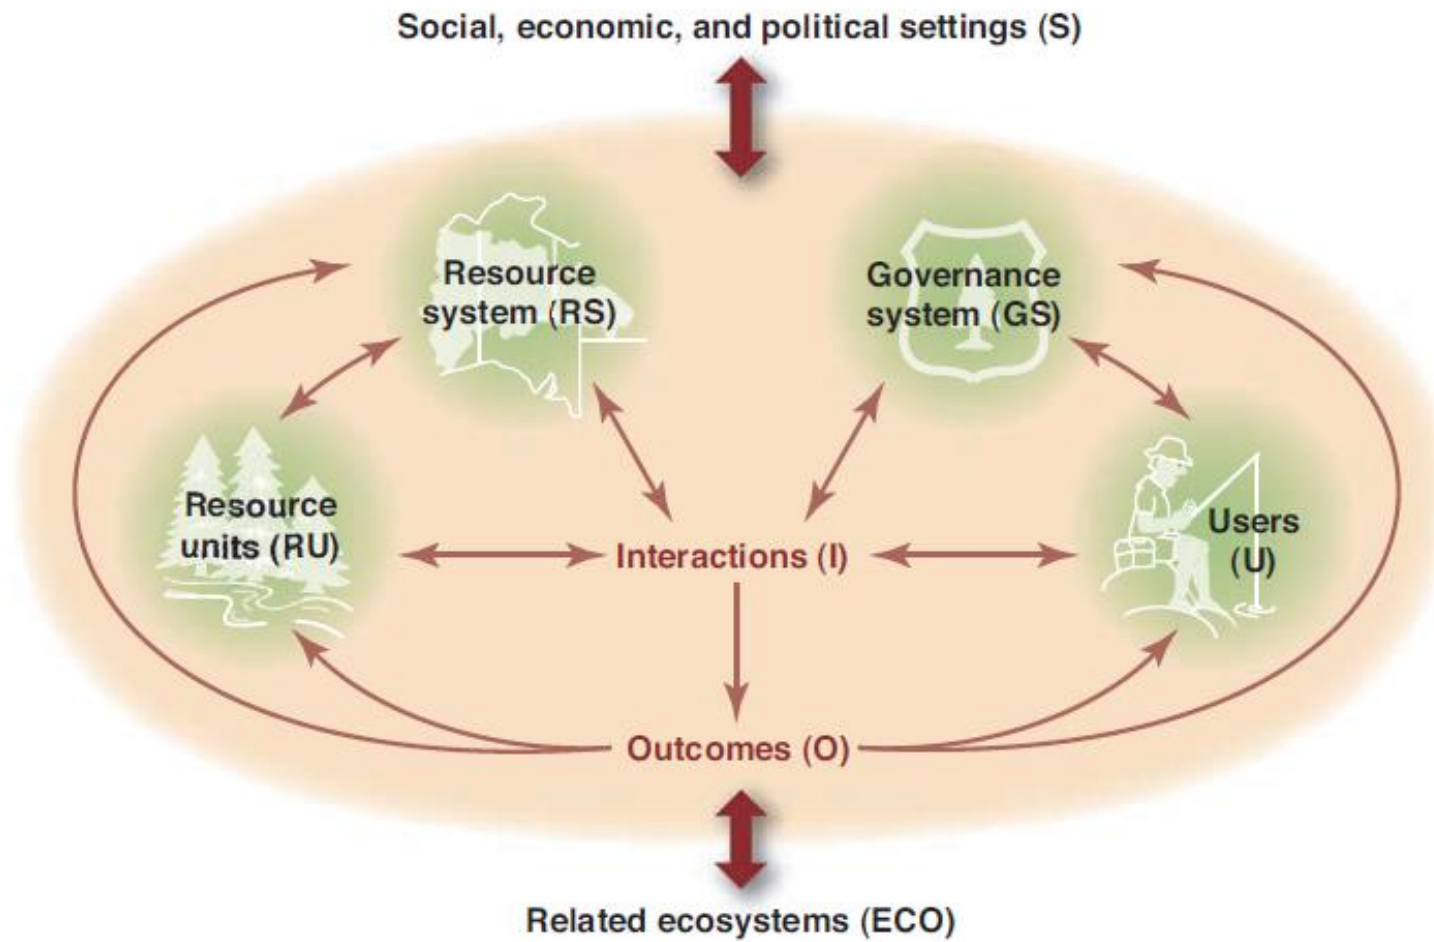 Social, economic, and political settings (S)
Resource
system (RS)
Governance
system (GS)
Resource
units (RU)
Interactions (I)
Users
(U)
Outcomes (O)
Related ecosystems (ECO)